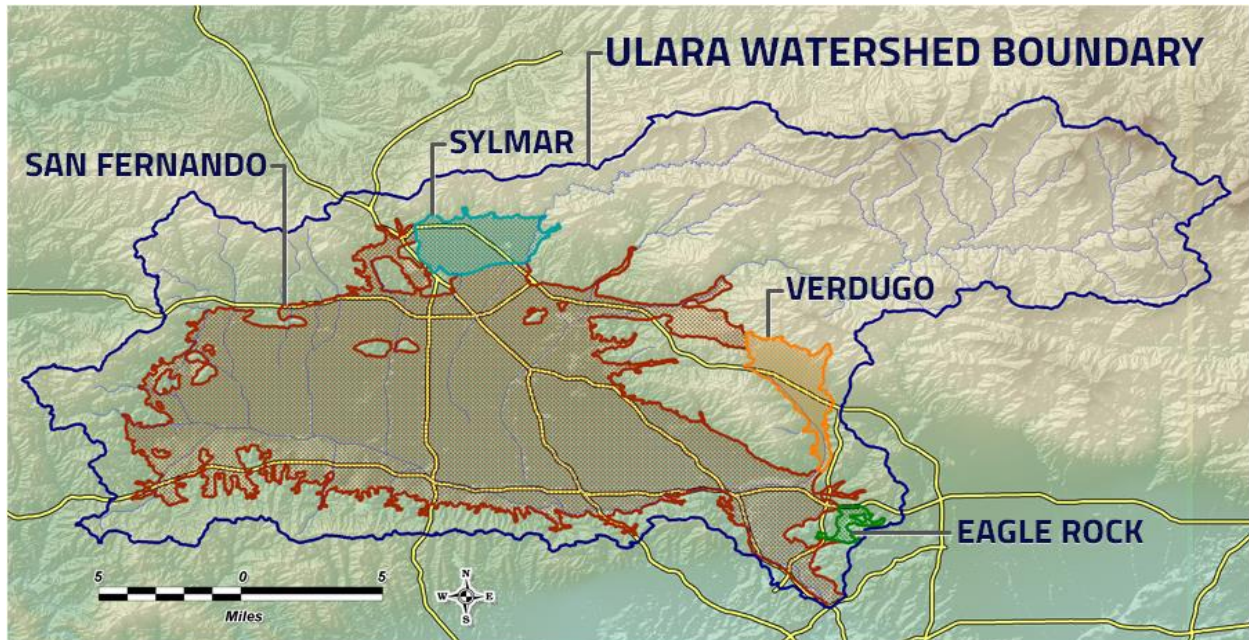 ULARA WATERSHED BOUNDARY
SYLMAR
SAN FERNANDO
VERDUGO
EAGLE ROCK
5 0 5
Miles
N
W E
S